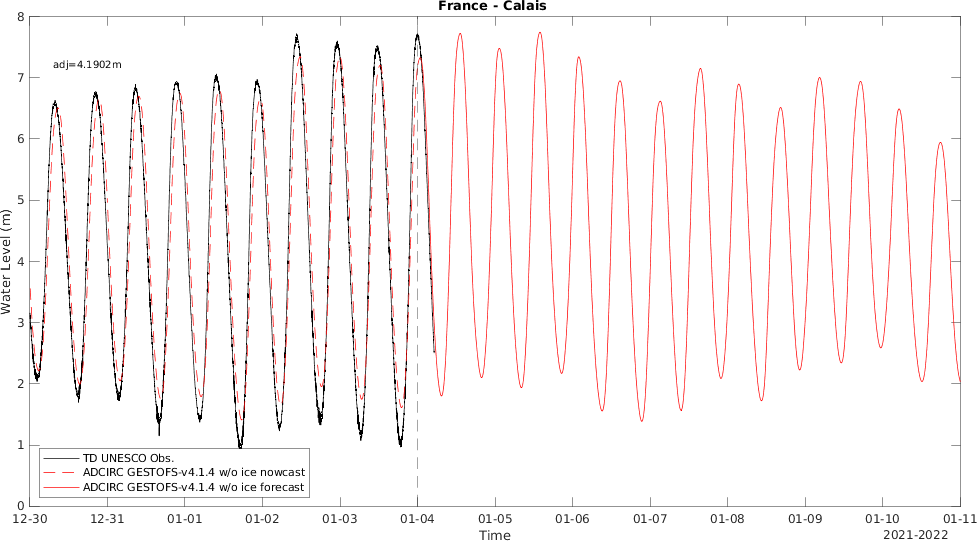 France - Calais
8
adj=4.1902m
7
6
5
4
3
2
1
0
Water Level (m)
TD UNESCO Obs.
ADCIRC GESTOFS-v4.1.4 w/o ice nowcast
ADCIRC GESTOFS-v4.1.4 w/o ice forecast
12-30 12-31 01-01 01-02 01-03 01-04 01-05 01-06 01-07 01-08 01-09 01-10 01-11
Time
2021-2022